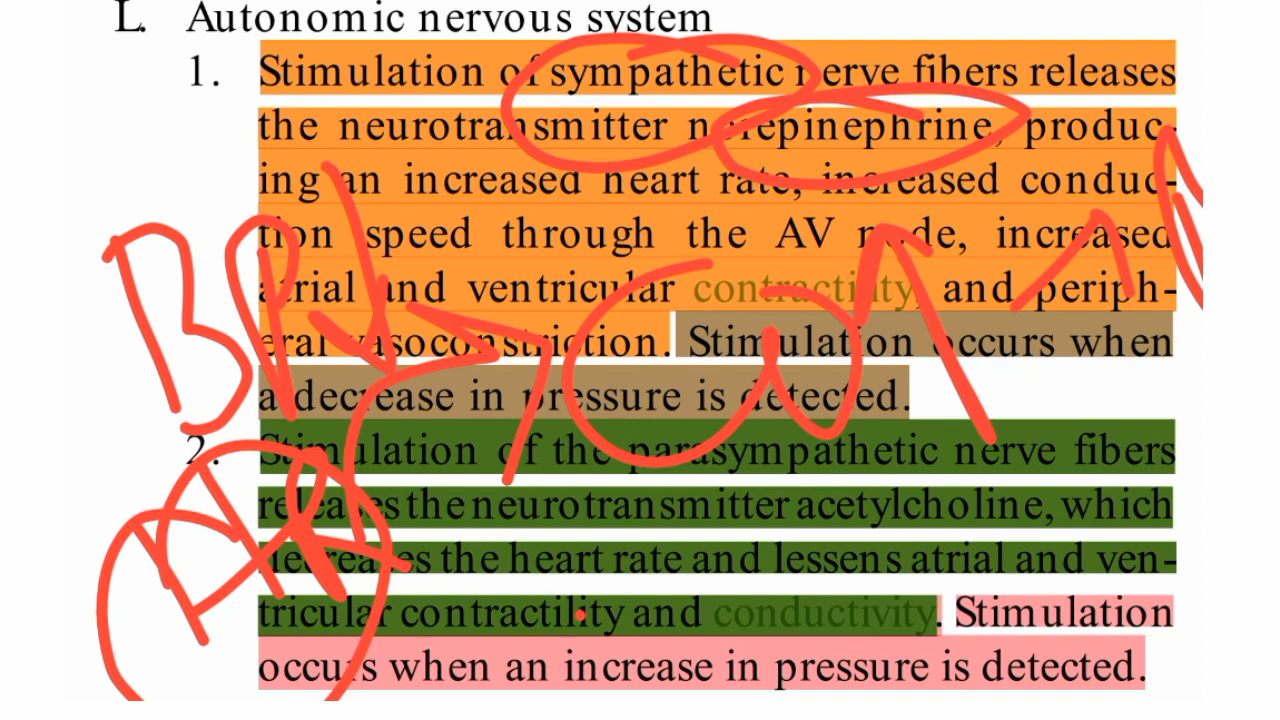 L. Autonomic nervous system
1. Stimulation of sympathetic nerve fibers releases
the neurotransmitter norepinephrine, produc-
ing an increased heart rate, increased conduc-
tion speed through the AV node, increased
atrial and ventricular contractility, and periph-
eral vasoconstriction. Stimulation occurs when
a decrease in pressure is detected.
2. Stimulation of the parasympathetic nerve fibers
releases the neurotransmitter acetylcholine, which
decreases the heart rate and lessens atrial and ven-
tricular contractility and conductivity. Stimulation
occurs when an increase in pressure is detected.
BP